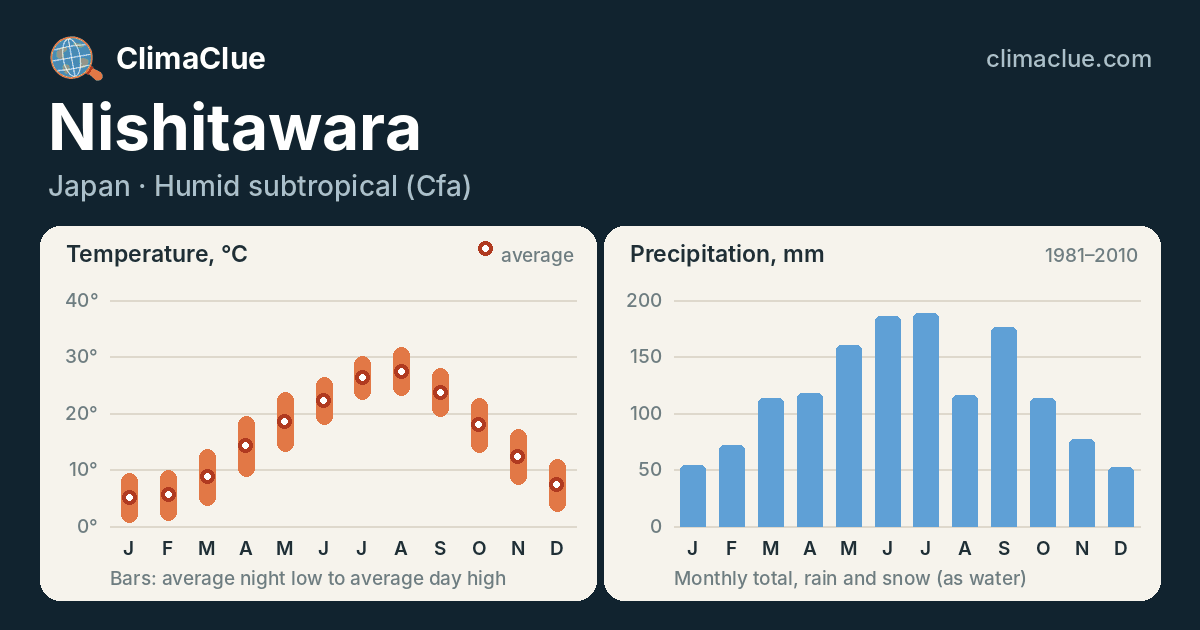 ClimaClue
climaclue.com
Nishitawara
Japan · Humid subtropical (Cfa)
Temperature, °C
average
40°
30°
20°
10°
0°
J F M A M J J A S O N D
Bars: average night low to average day high
Precipitation, mm
1981–2010
200
150
100
50
0
J F M A M J J A S O N D
Monthly total, rain and snow (as water)